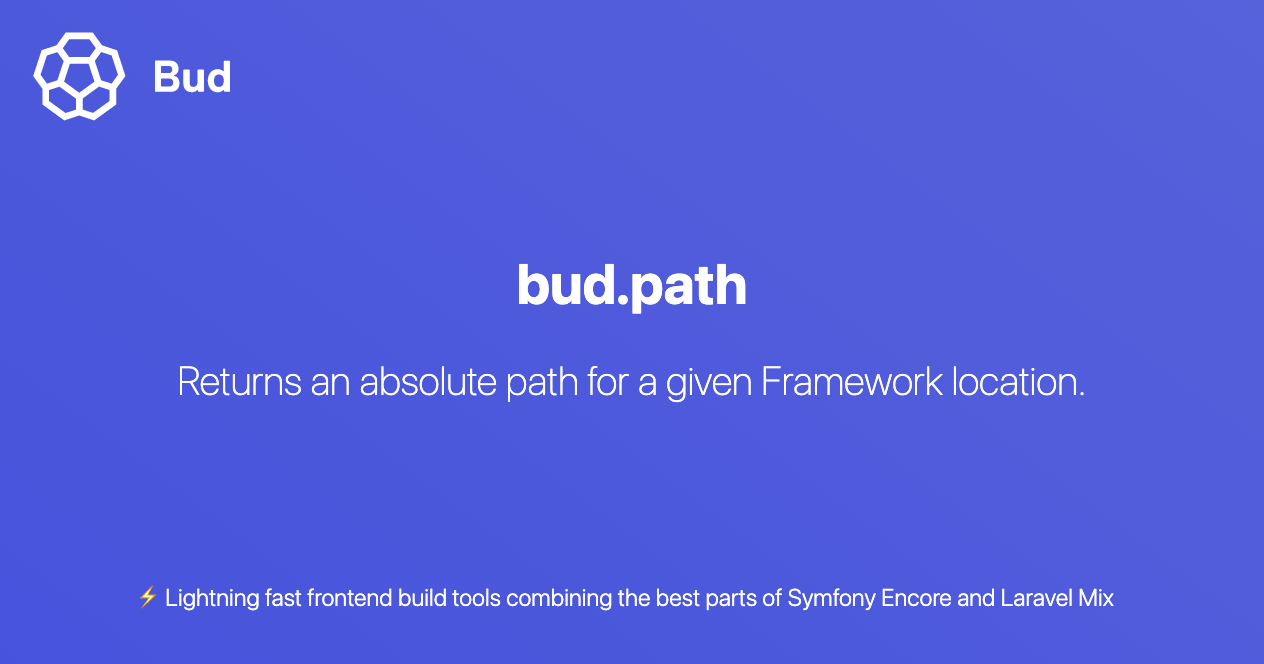 Bud
bud.path
Returns an absolute path for a given Framework location.
⚡ Lightning fast frontend build tools combining the best parts of Symfony Encore and Laravel Mix